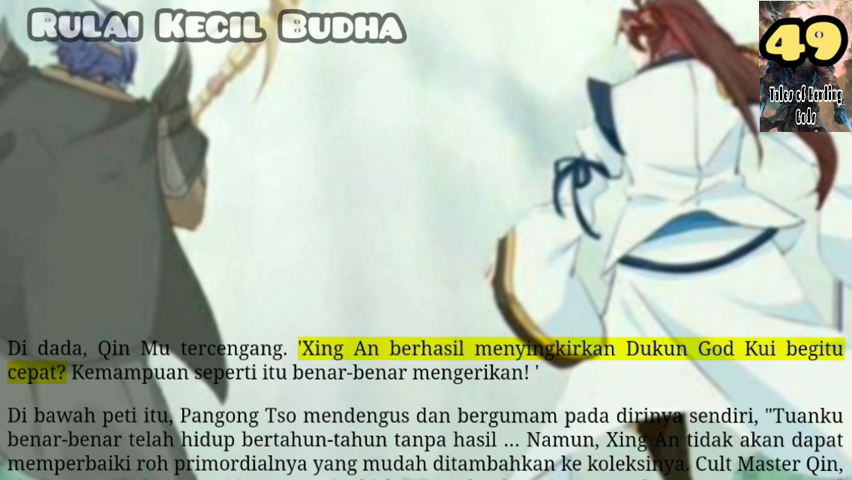 Rulai Kecil Budha
49
Tales of Herding
Gods
Di dada, Qin Mu tercengang. 'Xing An berhasil menyingkirkan Dukun God Kui begitu
cepat? Kemampuan seperti itu benar-benar mengerikan! '
Di bawah peti itu, Pangong Tso mendengus dan bergumam pada dirinya sendiri, "Tuanku
benar-benar telah hidup bertahun-tahun tanpa hasil ... Namun, Xing An tidak akan dapat
memperbaiki roh primordialnya yang mudah ditambahkan ke koleksinya. Cult Master Qin,